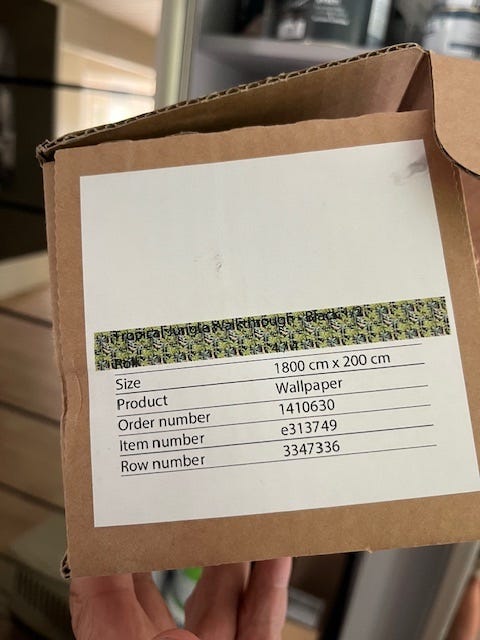 Tropical Jungle Walkthrough - Black
Roll
Size 1800 cm x 200 cm
Product Wallpaper
Order number 1410630
Item number e313749
Row number 3347336